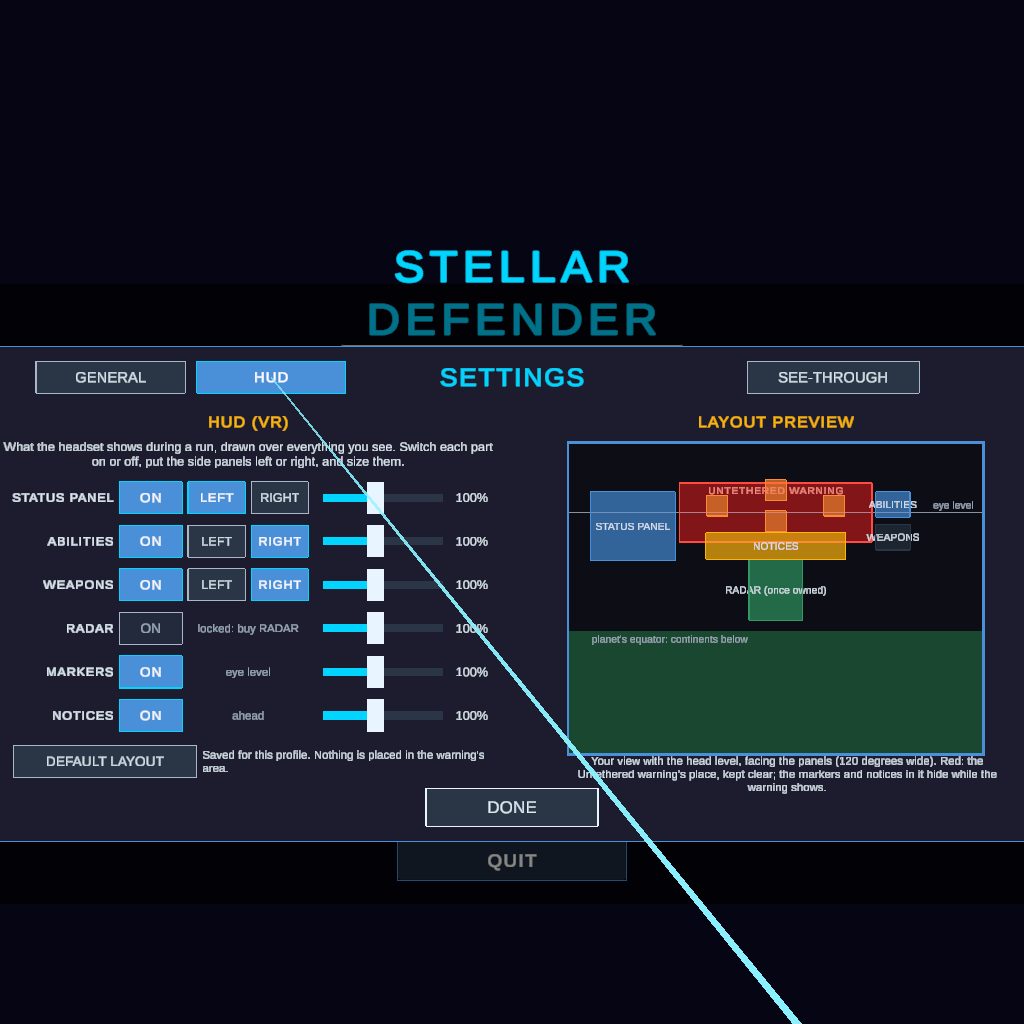 STELLAR
DEFENDER
GENERAL
HUD
SETTINGS
SEE-THROUGH
HUD (VR)
What the headset shows during a run, drawn over everything you see. Switch each part
on or off, put the side panels left or right, and size them.
STATUS PANEL ON LEFT RIGHT 100%
ABILITIES ON LEFT RIGHT 100%
WEAPONS ON LEFT RIGHT 100%
RADAR ON locked: buy RADAR 100%
MARKERS ON eye level 100%
NOTICES ON ahead 100%
DEFAULT LAYOUT
Saved for this profile. Nothing is placed in the warning's
area.
LAYOUT PREVIEW
UNTETHERED WARNING
ABILITIES
eye level
STATUS PANEL
WEAPONS
NOTICES
RADAR (once owned)
planet's equator: continents below
Your view with the head level, facing the panels (120 degrees wide). Red: the
Untethered warning's place, kept clear; the markers and notices in it hide while the
warning shows.
DONE
QUIT